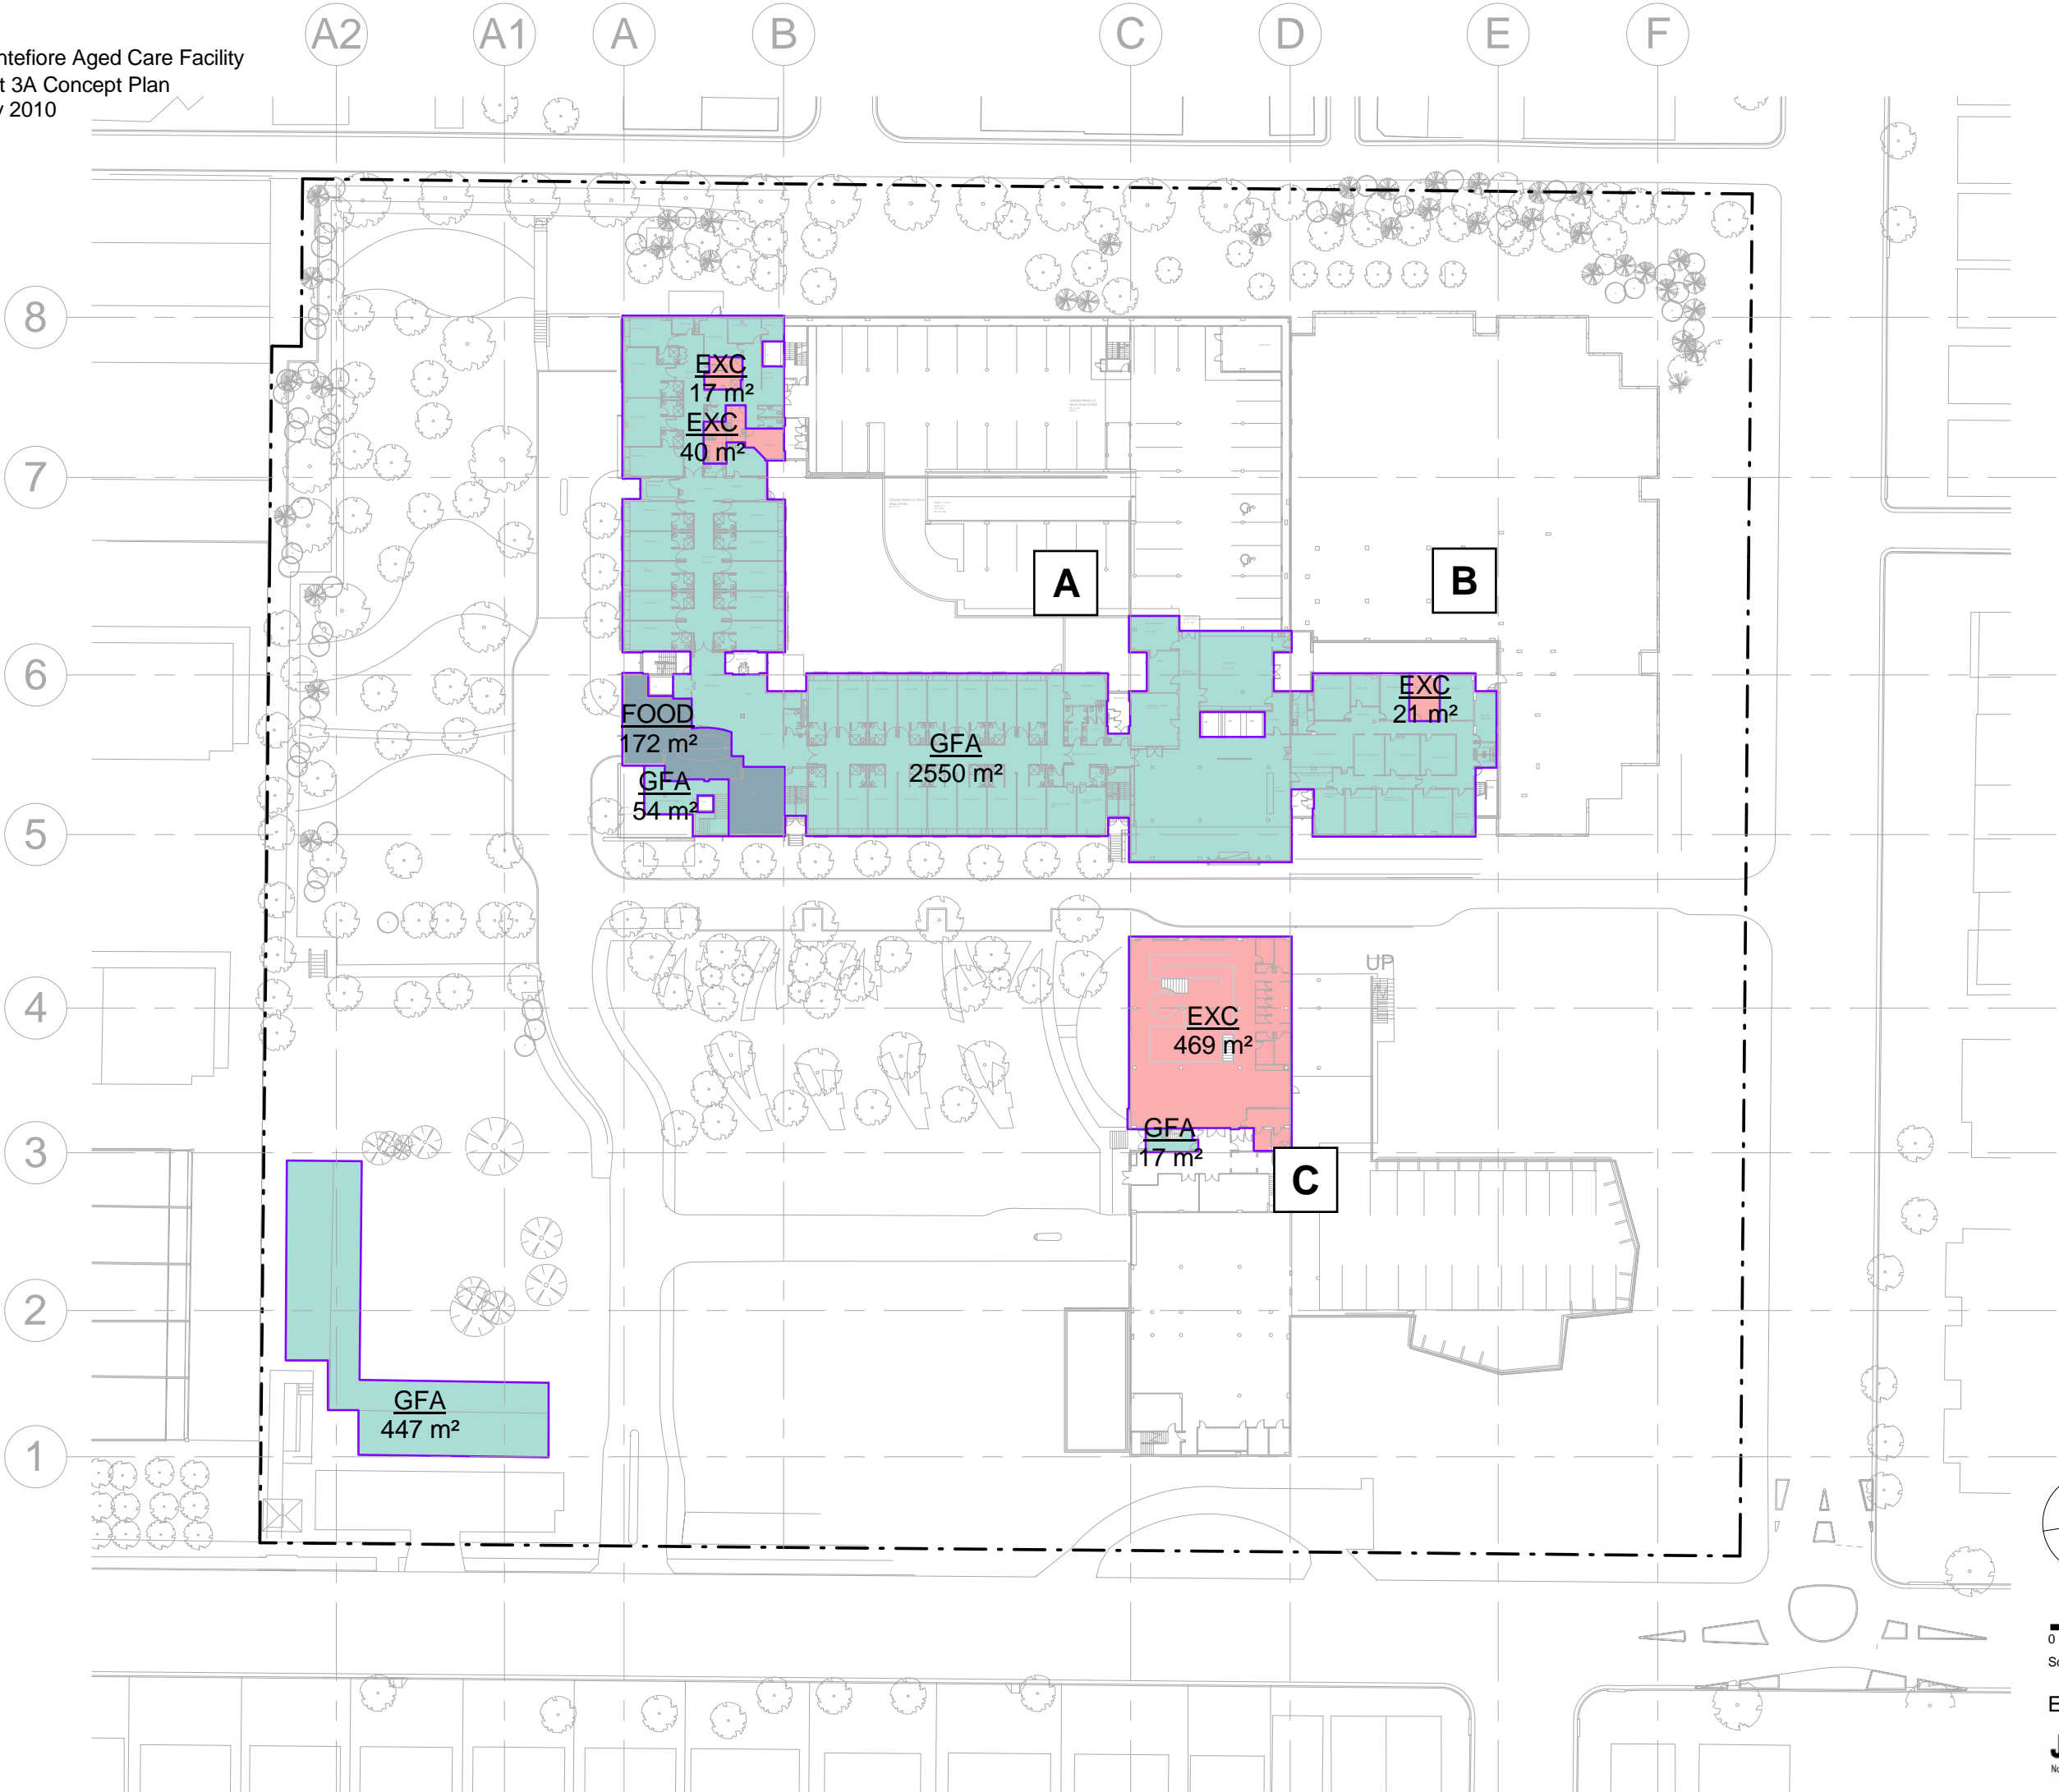 A2 A1 A B C D E F
ntefiore Aged Care Facility
t 3A Concept Plan
y 2010
8
EXC
17 m²
EXC
40 m²
7
A
B
6
EXC
21 m²
FOOD
172 m²
GFA
2550 m²
GFA
54 m²
5
UP
4
EXC
469 m²
GFA
17 m²
3
C
2
GFA
447 m²
1
0